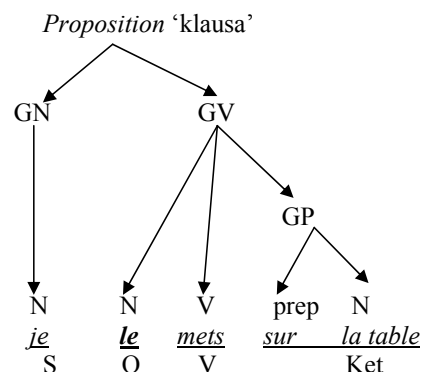 Proposition ‘klausa’
GN GV
GP
N N V prep N
je le mets sur la table
S O V Ket